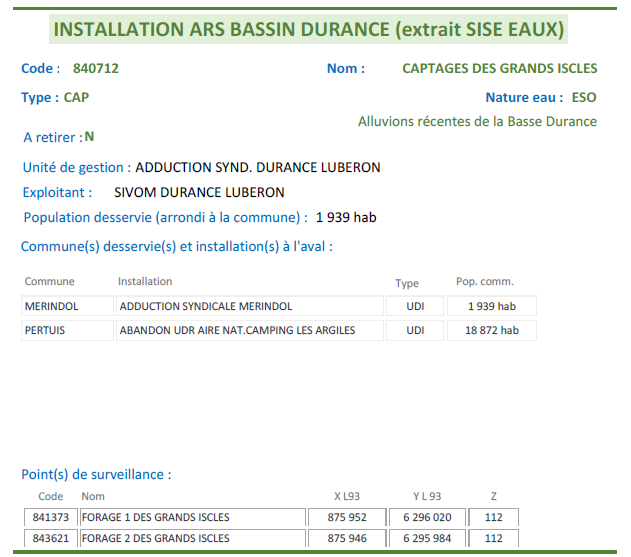 INSTALLATION ARS BASSIN DURANCE (extrait SISE EAUX)
Code : 840712 Nom : CAPTAGES DES GRANDS ISCLES
Type : CAP Nature eau : ESO
Alluvions récentes de la Basse Durance
A retirer : N
Unité de gestion : ADDUCTION SYND. DURANCE LUBERON
Exploitant : SIVOM DURANCE LUBERON
Population desservie (arrondi à la commune) : 1 939 hab
Commune(s) desservie(s) et installation(s) à l'aval :
Commune Installation Type Pop. comm.
MERINDOL ADDUCTION SYNDICALE MERINDOL UDI 1 939 hab
PERTUIS ABANDON UDR AIRE NAT.CAMPING LES ARGILES UDI 18 872 hab
Point(s) de surveillance :
Code Nom X L93 Y L 93 Z
841373 FORAGE 1 DES GRANDS ISCLES 875 952 6 296 020 112
843621 FORAGE 2 DES GRANDS ISCLES 875 946 6 295 984 112